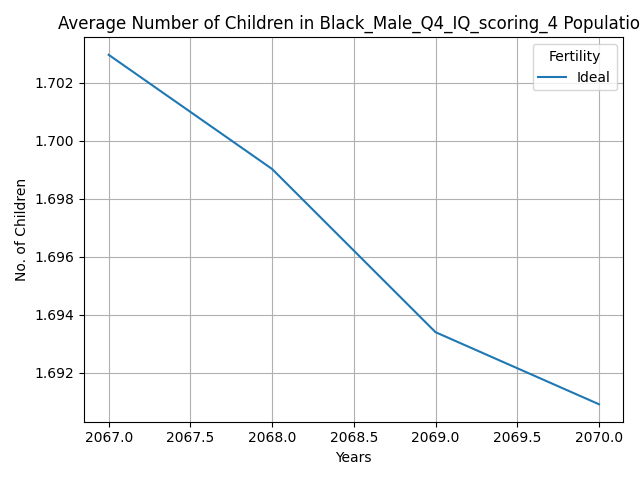 Average Number of Children in Black_Male_Q4_IQ_scoring_4 Populatio
Fertility
Ideal
1.702
1.700
1.698
1.696
1.694
1.692
No. of Children
2067.0 2067.5 2068.0 2068.5 2069.0 2069.5 2070.0
Years